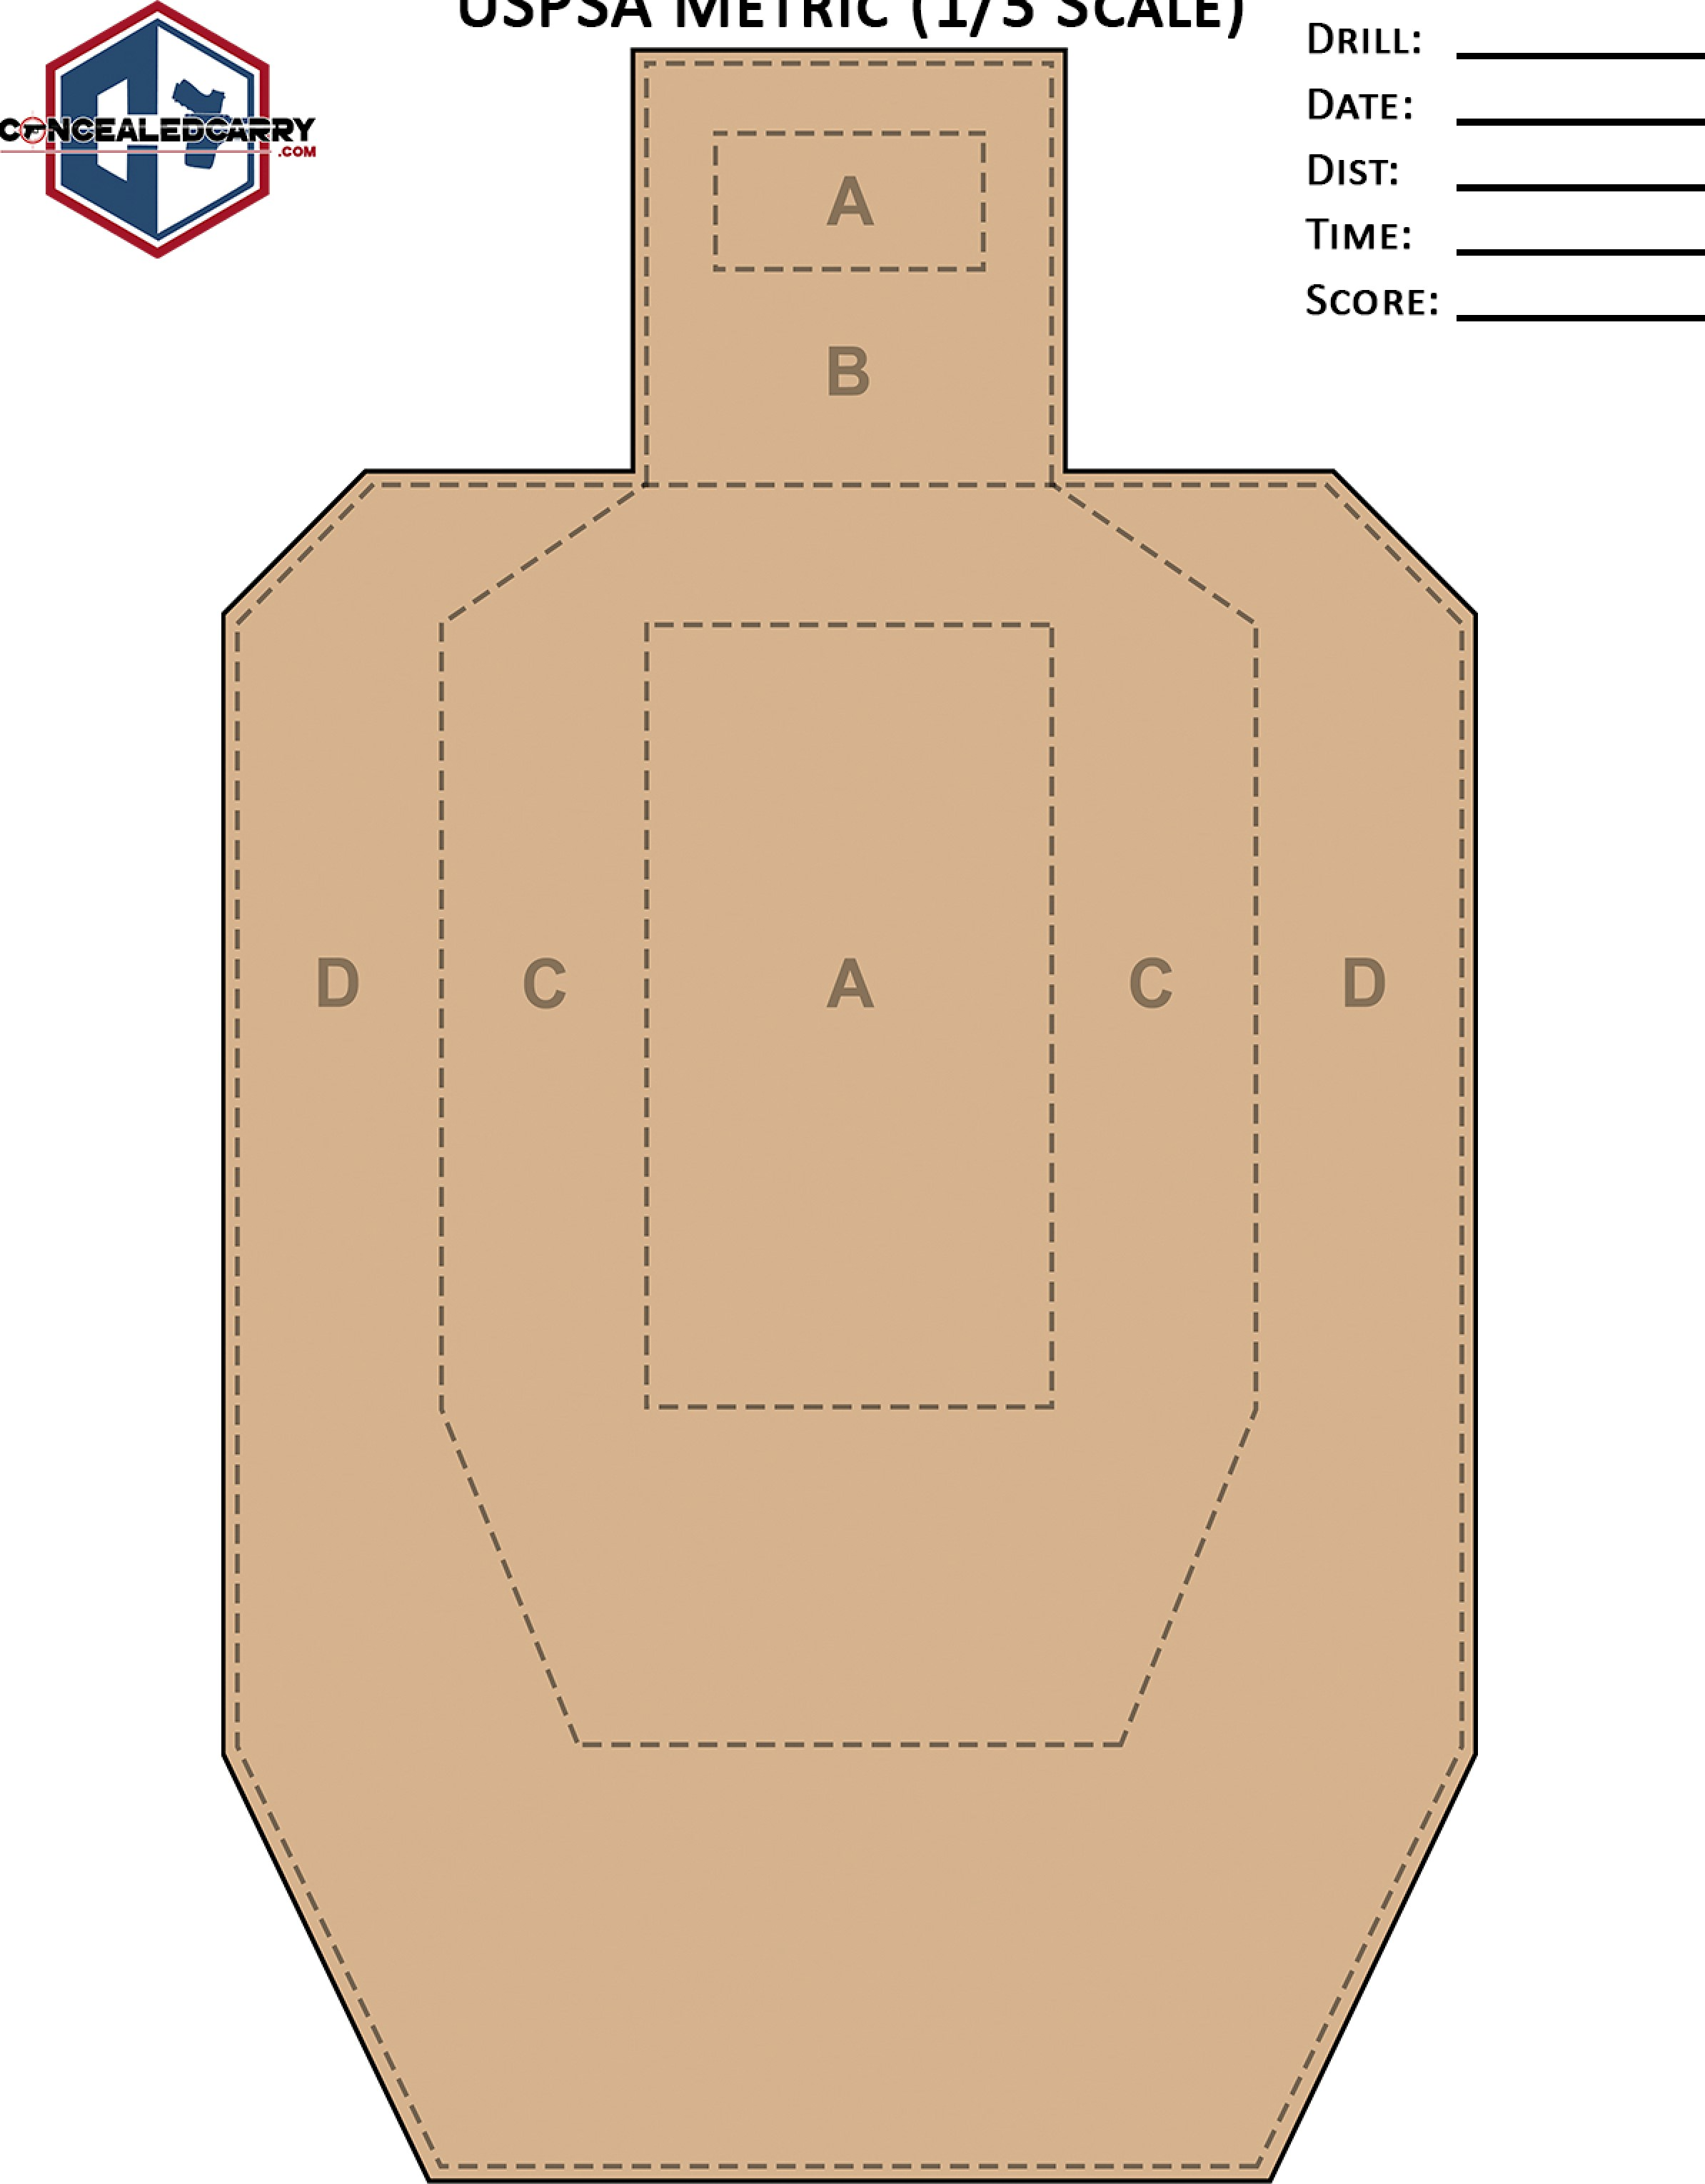 USPSA METRIC (1/3 SCALE)
CONCEALEDCARRY
.COM
DRILL:
DATE:
DIST:
TIME:
SCORE:
A
B
D C A C D